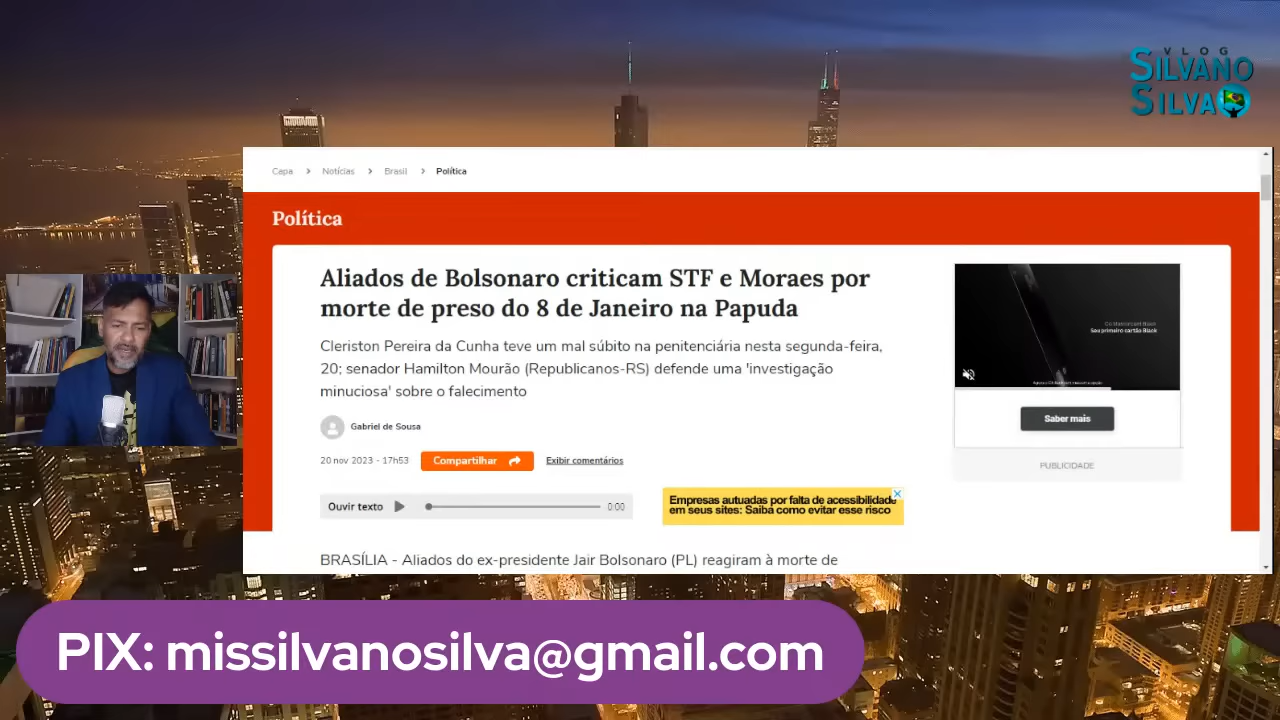 VLOG
SILVANO
SILVA
Capa > Notícias > Brasil > Política
Política
Aliados de Bolsonaro criticam STF e Moraes por
morte de preso do 8 de Janeiro na Papuda
Cleriston Pereira da Cunha teve um mal súbito na penitenciária nesta segunda-feira,
20; senador Hamilton Mourão (Republicanos-RS) defende uma 'investigação
minuciosa' sobre o falecimento
Gabriel de Sousa
20 nov 2023 - 17h53
Compartilhar
Exibir comentários
Ouvir texto
0:00
Empresas autuadas por falta de acessibilidade
em seus sites: Saiba como evitar esse risco
Seu primeiro cartão Black
Saber mais
PUBLICIDADE
BRASÍLIA - Aliados do ex-presidente Jair Bolsonaro (PL) reagiram à morte de
PIX: missilvanosilva@gmail.com